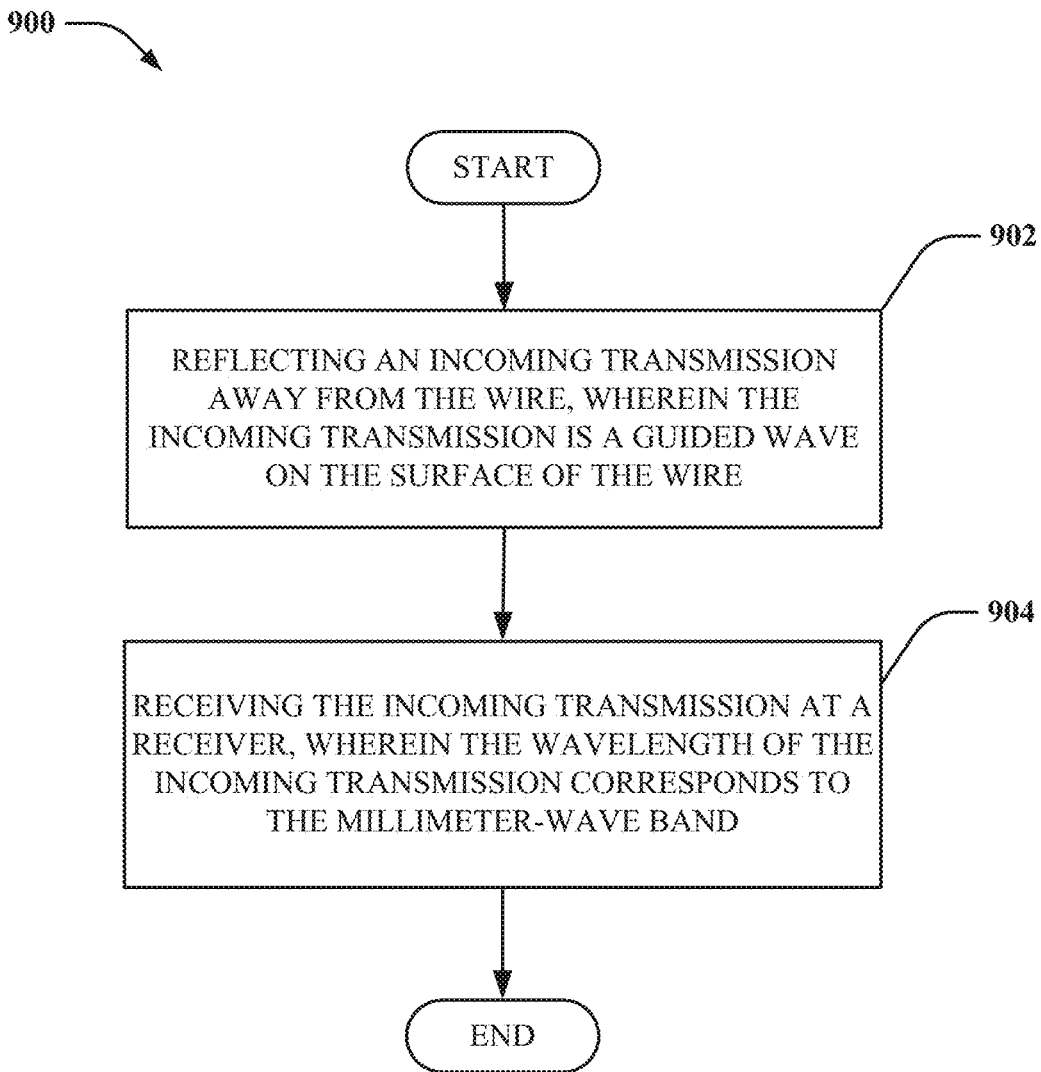 900
START
902
REFLECTING AN INCOMING TRANSMISSION
AWAY FROM THE WIRE, WHEREIN THE
INCOMING TRANSMISSION IS A GUIDED WAVE
ON THE SURFACE OF THE WIRE
904
RECEIVING THE INCOMING TRANSMISSION AT A
RECEIVER, WHEREIN THE WAVELENGTH OF THE
INCOMING TRANSMISSION CORRESPONDS TO
THE MILLIMETER-WAVE BAND
END